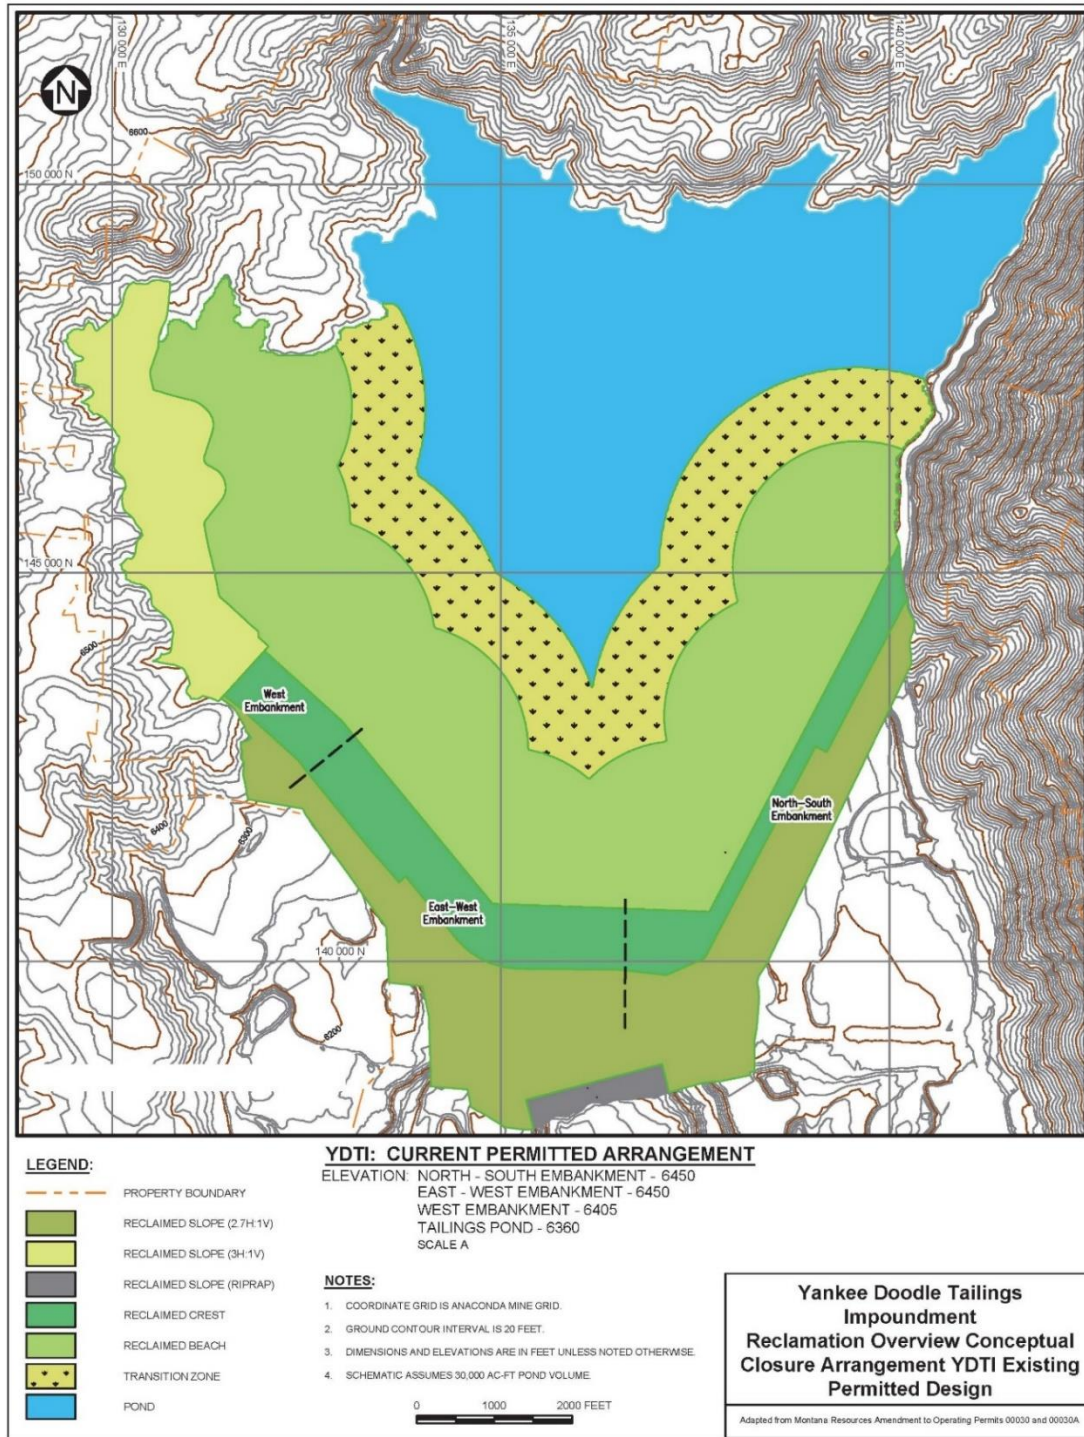 130 000 E
135 000 E
140 000 E
N
6600
150 000 N
145 000 N
6500
West
Embankment
North-South
Embankment
6400
6300
East-West
Embankment
140 000 N
6200
LEGEND:
PROPERTY BOUNDARY
RECLAIMED SLOPE (2.7H:1V)
RECLAIMED SLOPE (3H:1V)
RECLAIMED SLOPE (RIPRAP)
RECLAIMED CREST
RECLAIMED BEACH
TRANSITION ZONE
POND
YDTI: CURRENT PERMITTED ARRANGEMENT
ELEVATION: NORTH - SOUTH EMBANKMENT - 6450
EAST - WEST EMBANKMENT - 6450
WEST EMBANKMENT - 6405
TAILINGS POND - 6360
SCALE A
NOTES:
1. COORDINATE GRID IS ANACONDA MINE GRID.
2. GROUND CONTOUR INTERVAL IS 20 FEET.
3. DIMENSIONS AND ELEVATIONS ARE IN FEET UNLESS NOTED OTHERWISE.
4. SCHEMATIC ASSUMES 30,000 AC-FT POND VOLUME.
0 1000 2000 FEET
Yankee Doodle Tailings
Impoundment
Reclamation Overview Conceptual
Closure Arrangement YDTI Existing
Permitted Design
Adapted from Montana Resources Amendment to Operating Permits 00030 and 00030A